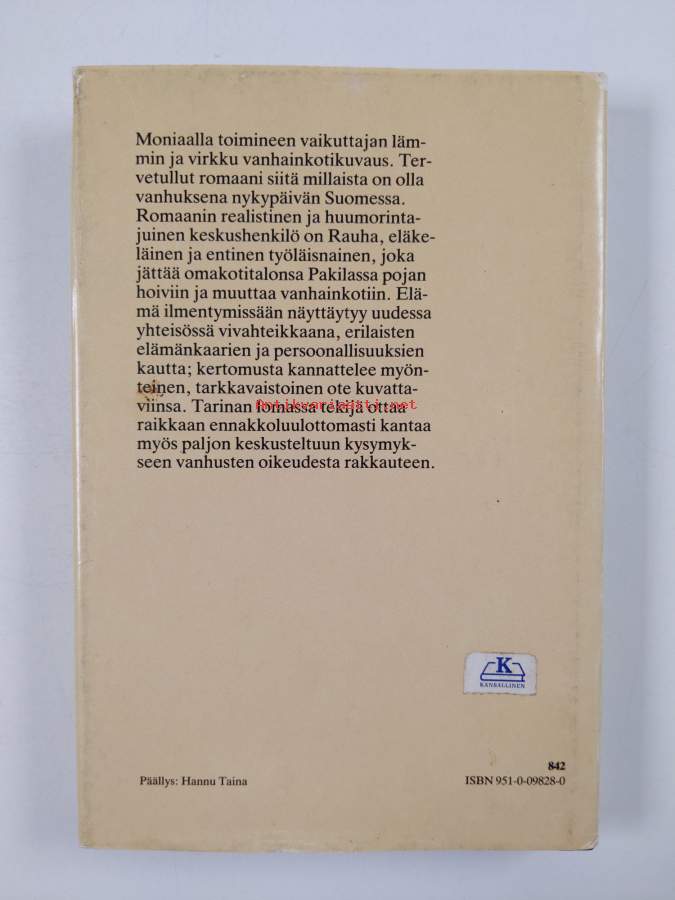 Moniaalla toimineen vaikuttajan läm-
min ja virkku vanhainkotikuvaus. Ter-
vetullut romaani siitä millaista on olla
vanhuksena nykypäivän Suomessa.
Romaanin realistinen ja huumorinta-
juinen keskushenkilö on Rauha, eläke-
läinen ja entinen työläisnainen, joka
jättää omakotitalonsa Pakilassa pojan
hoiviin ja muuttaa vanhainkotiin. Elä-
mä ilmentymissään näyttäytyy uudessa
yhteisössä vivahteikkaana, erilaisten
elämänkaarien ja persoonallisuuksien
kautta; kertomusta kannattelee myön-
teinen, tarkkavaistoinen ote kuvatta-
viinsa. Tarinan lomassa tekijä ottaa
Antikvariaatti.net
raikkaan ennakkoluulottomasti kantaa
myös paljon keskusteltuun kysymyk-
seen vanhusten oikeudesta rakkauteen.
K
KANSALLINEN
842
Päällys: Hannu Taina
ISBN 951-0-09828-0